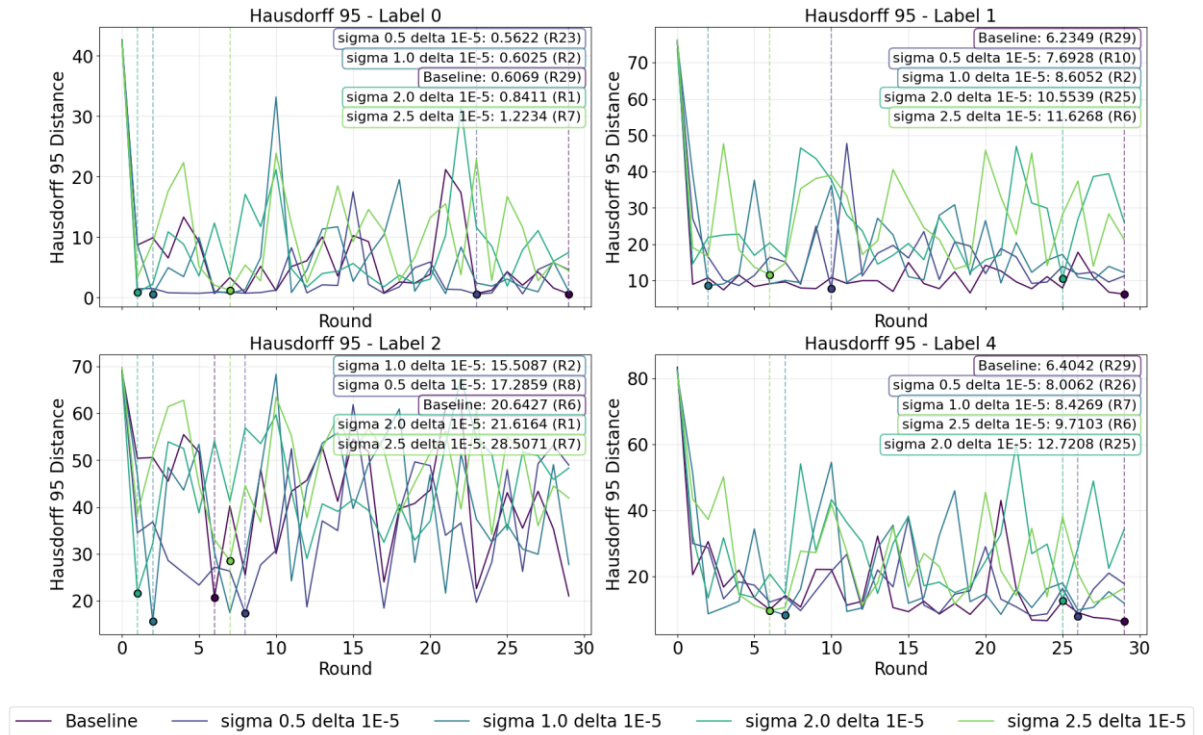 Hausdorff 95 - Label 0
Hausdorff 95 Distance
40
30
20
10
0
sigma 0.5 delta 1E-5: 0.5622 (R23)
sigma 1.0 delta 1E-5: 0.6025 (R2)
Baseline: 0.6069 (R29)
sigma 2.0 delta 1E-5: 0.8411 (R1)
sigma 2.5 delta 1E-5: 1.2234 (R7)
Round
Hausdorff 95 - Label 1
Hausdorff 95 Distance
70
60
50
40
30
20
10
Baseline: 6.2349 (R29)
sigma 0.5 delta 1E-5: 7.6928 (R10)
sigma 1.0 delta 1E-5: 8.6052 (R2)
sigma 2.0 delta 1E-5: 10.5539 (R25)
sigma 2.5 delta 1E-5: 11.6268 (R6)
Round
Hausdorff 95 - Label 2
Hausdorff 95 Distance
70
60
50
40
30
20
sigma 1.0 delta 1E-5: 15.5087 (R2)
sigma 0.5 delta 1E-5: 17.2859 (R8)
Baseline: 20.6427 (R6)
sigma 2.0 delta 1E-5: 21.6164 (R1)
sigma 2.5 delta 1E-5: 28.5071 (R7)
0 5 10 15 20 25 30
Round
Hausdorff 95 - Label 4
Hausdorff 95 Distance
80
60
40
20
Baseline: 6.4042 (R29)
sigma 0.5 delta 1E-5: 8.0062 (R26)
sigma 1.0 delta 1E-5: 8.4269 (R7)
sigma 2.5 delta 1E-5: 9.7103 (R6)
sigma 2.0 delta 1E-5: 12.7208 (R25)
0 5 10 15 20 25 30
Round
Baseline sigma 0.5 delta 1E-5 sigma 1.0 delta 1E-5 sigma 2.0 delta 1E-5 sigma 2.5 delta 1E-5